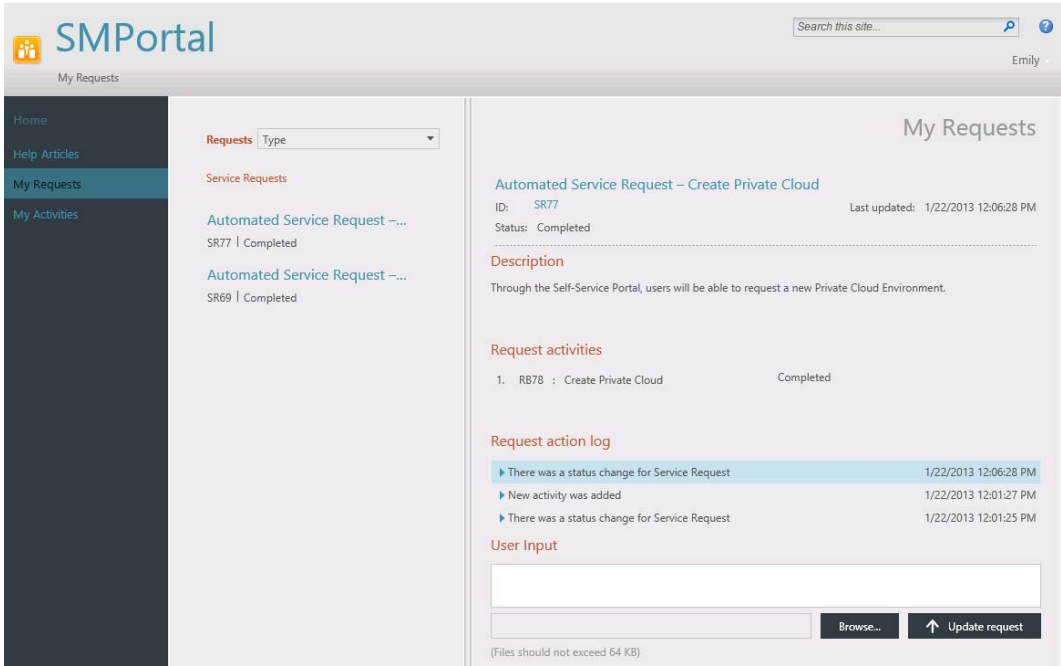 SMPortal
Search this site...
Emily
My Requests
Home
Help Articles
My Requests
My Activities
Requests Type
Service Requests
Automated Service Request –...
SR77 | Completed
Automated Service Request –...
SR69 | Completed
My Requests
Automated Service Request – Create Private Cloud
ID: SR77 Last updated: 1/22/2013 12:06:28 PM
Status: Completed
Description
Through the Self-Service Portal, users will be able to request a new Private Cloud Environment.
Request activities
1. RB78 : Create Private Cloud Completed
Request action log
There was a status change for Service Request 1/22/2013 12:06:28 PM
New activity was added 1/22/2013 12:01:27 PM
There was a status change for Service Request 1/22/2013 12:01:25 PM
User Input
Browse... Update request
(Files should not exceed 64 KB)